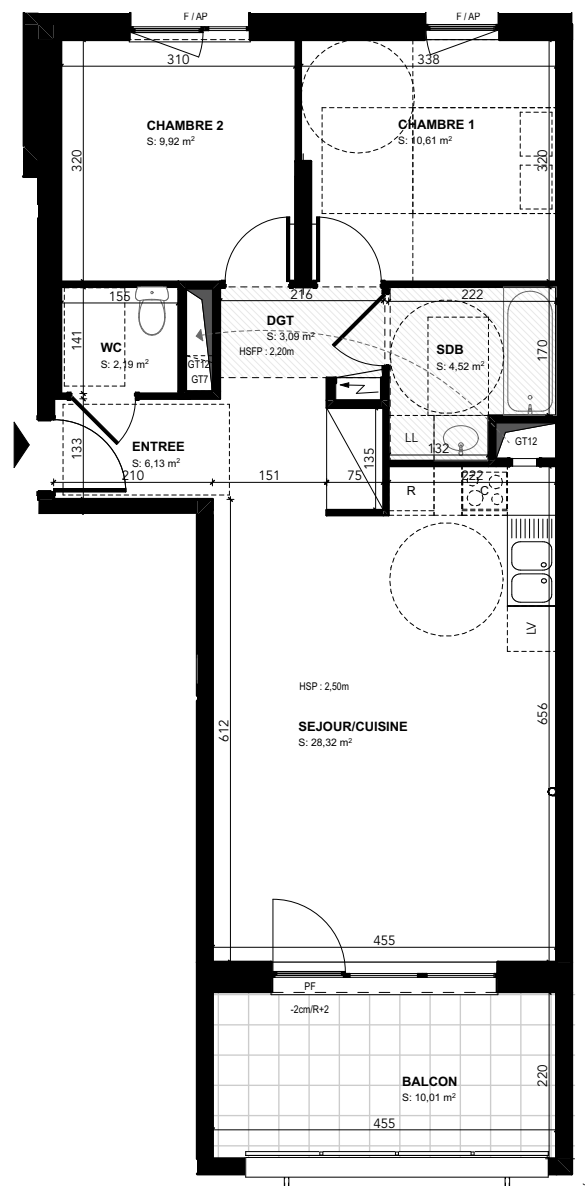 F / AP
F / AP
310
338
CHAMBRE 2
S: 9,92 m²
CHAMBRE 1
S: 10,61 m²
320
320
155
216
222
DGT
S: 3,09 m²
HSFP : 2,20m
WC
S: 2,19 m²
141
SDB
S: 4,52 m²
170
GT12
GT7
LL
132
GT12
ENTREE
S: 6,13 m²
133
135
210
151
75
222
R
C
LV
HSP : 2,50m
SEJOUR/CUISINE
S: 28,32 m²
612
656
455
PF
-2cm/R+2
BALCON
S: 10,01 m²
220
455